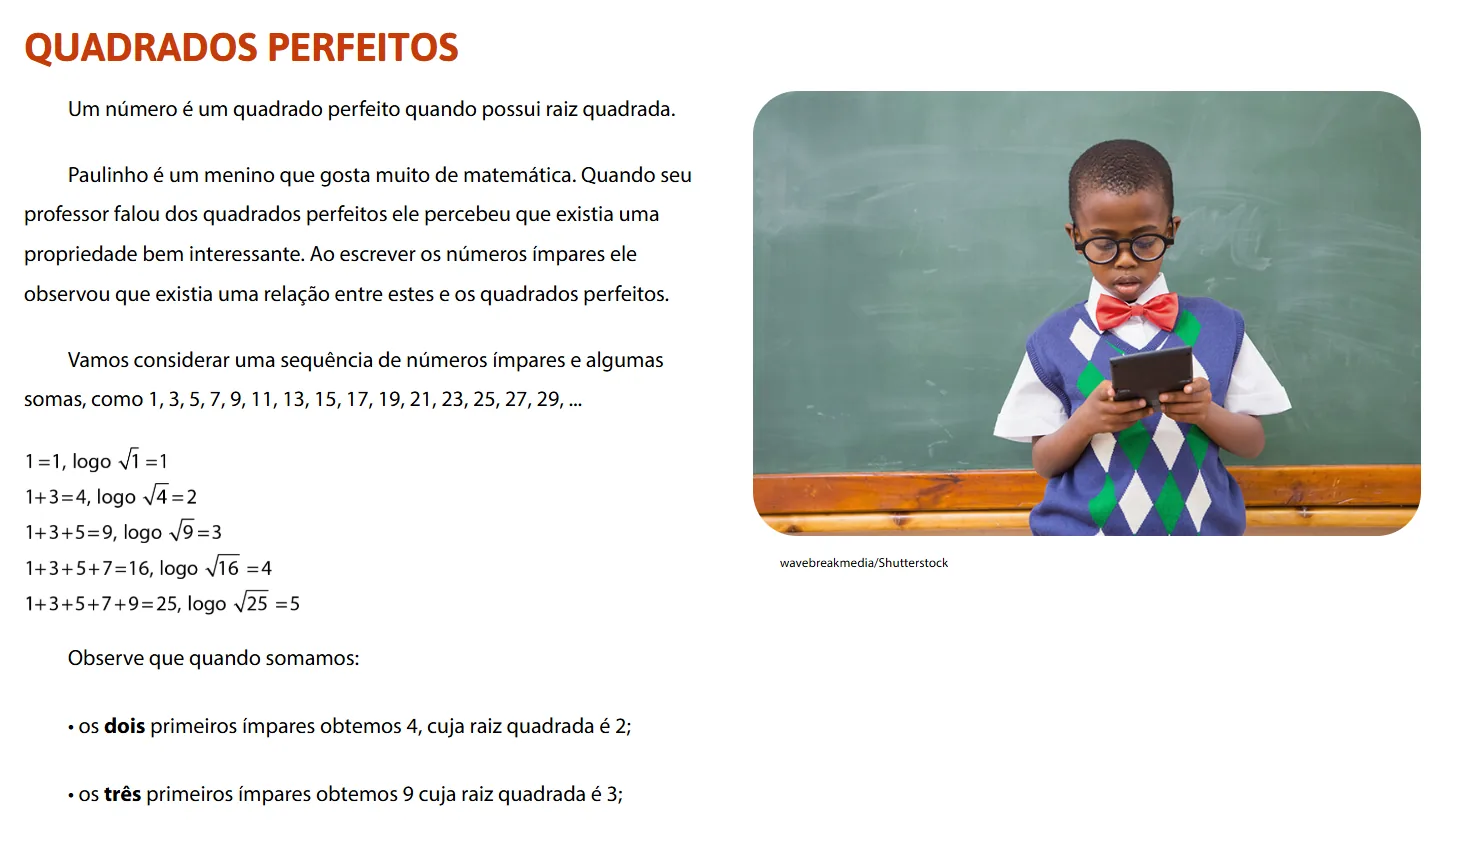 QUADRADOS PERFEITOS
Um número é um quadrado perfeito quando possui raiz quadrada.
Paulinho é um menino que gosta muito de matemática. Quando seu
professor falou dos quadrados perfeitos ele percebeu que existia uma
propriedade bem interessante. Ao escrever os números ímpares ele
observou que existia uma relação entre estes e os quadrados perfeitos.
Vamos considerar uma sequência de números ímpares e algumas
somas, como 1, 3, 5, 7, 9, 11, 13, 15, 17, 19, 21, 23, 25, 27, 29, ...
1=1, logo √1 =1
1+3=4, logo √4=2
1+3+5=9, logo √9=3
1+3+5+7=16, logo √16 =4
1+3+5+7+9=25, logo √25 =5
Observe que quando somamos:
• os dois primeiros ímpares obtemos 4, cuja raiz quadrada é 2;
• os três primeiros ímpares obtemos 9 cuja raiz quadrada é 3;
wavebreakmedia/Shutterstock